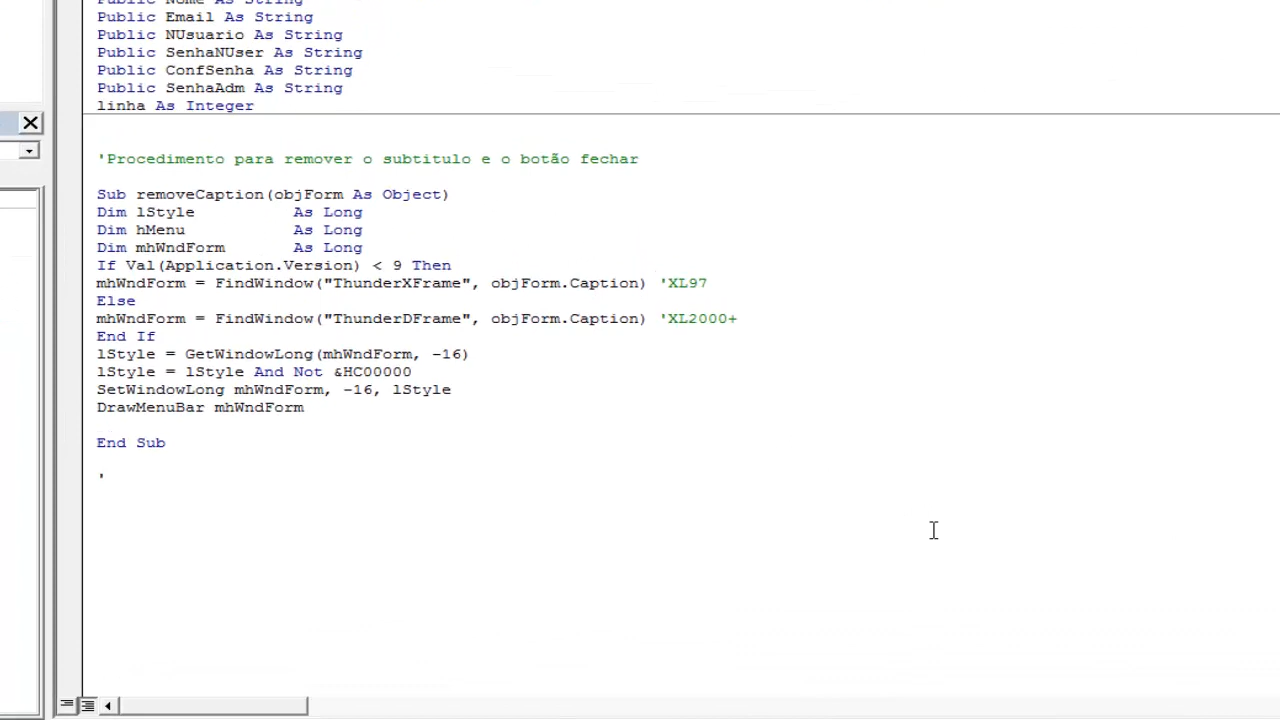 Public Nome As String
Public Email As String
Public NUsuario As String
Public SenhaNUser As String
Public ConfSenha As String
Public SenhaAdm As String
linha As Integer
'Procedimento para remover o subtitulo e o botão fechar
Sub removeCaption(objForm As Object)
Dim lStyle As Long
Dim hMenu As Long
Dim mhWndForm As Long
If Val(Application.Version) < 9 Then
mhWndForm = FindWindow("ThunderXFrame", objForm.Caption) 'XL97
Else
mhWndForm = FindWindow("ThunderDFrame", objForm.Caption) 'XL2000+
End If
lStyle = GetWindowLong(mhWndForm, -16)
lStyle = lStyle And Not &HC00000
SetWindowLong mhWndForm, -16, lStyle
DrawMenuBar mhWndForm
End Sub
'